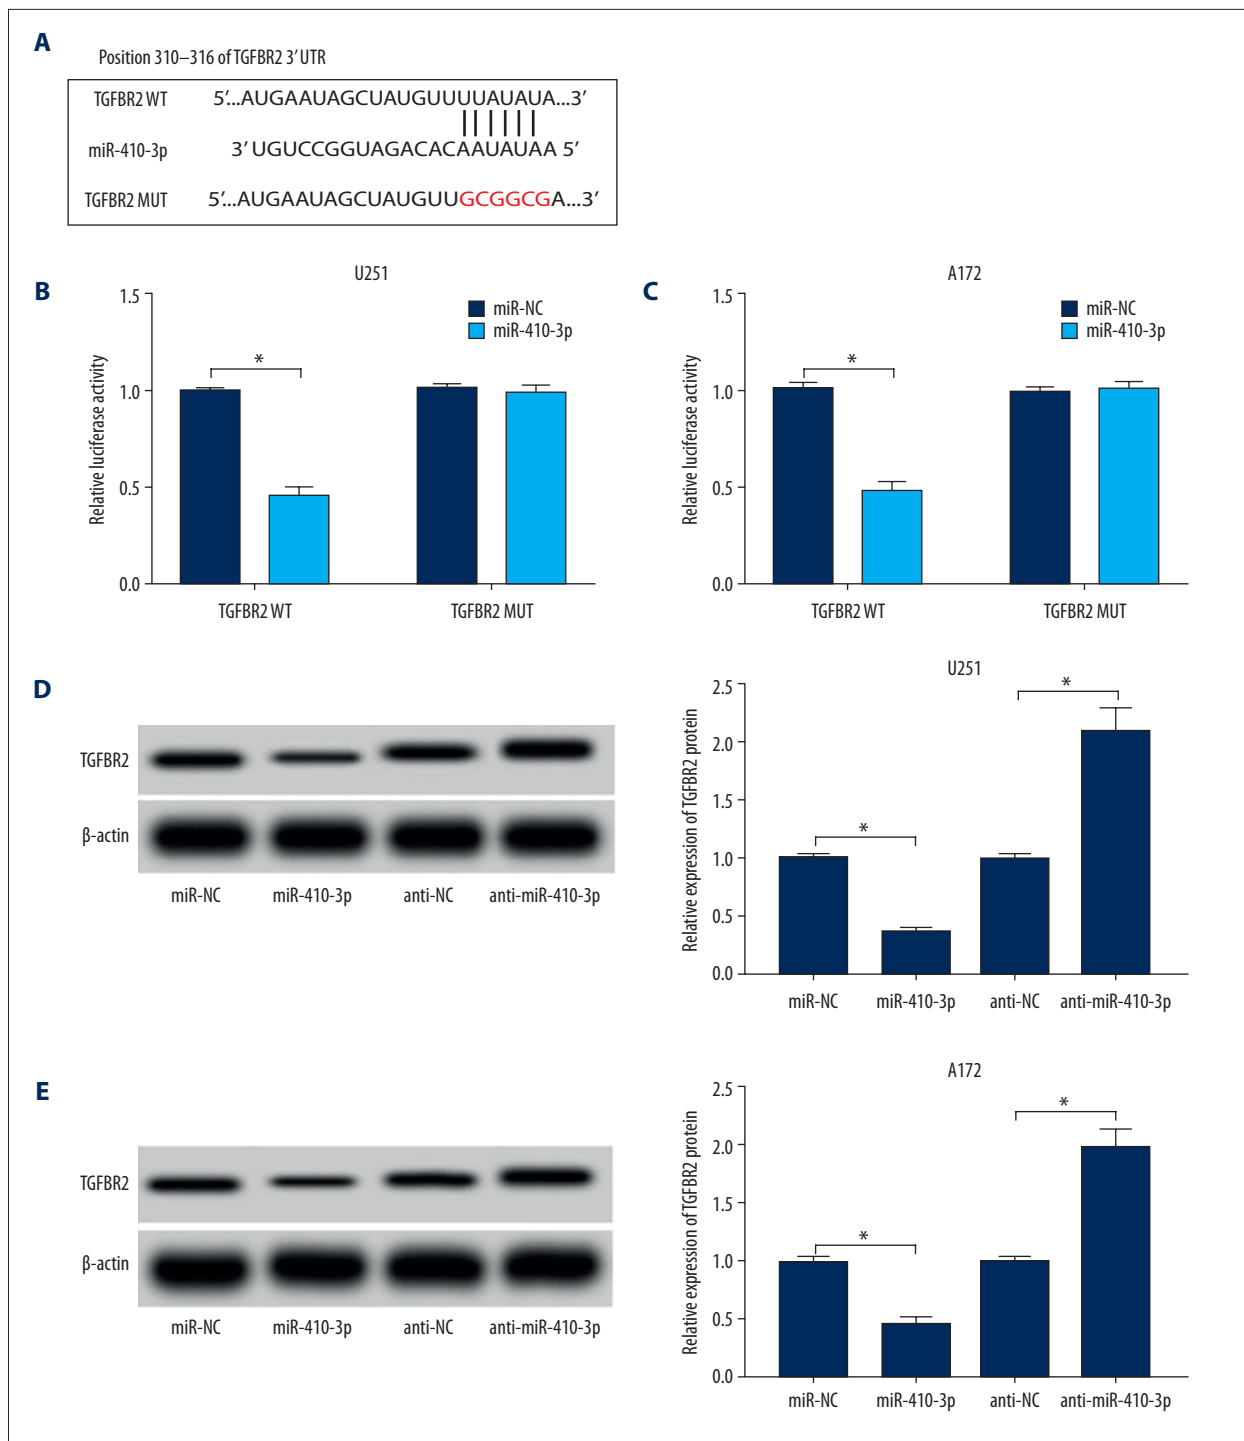 A
Position 310–316 of TGFBR2 3′ UTR
TGFBR2 WT 5′...AUGAAUAGCUAUGUUUUAUAUA...3′
miR-410-3p 3′ UGUCCGGUAGACACAAUAUAA 5′
TGFBR2 MUT 5′...AUGAAUAGCUAUGUUGCGGCGA...3′
B
U251
Relative luciferase activity
1.5
1.0
0.5
0.0
miR-NC
miR-410-3p
*
TGFBR2 WT
TGFBR2 MUT
C
A172
Relative luciferase activity
1.5
1.0
0.5
0.0
miR-NC
miR-410-3p
*
TGFBR2 WT
TGFBR2 MUT
D
TGFBR2
β-actin
miR-NC miR-410-3p anti-NC anti-miR-410-3p
U251
Relative expression of TGFBR2 protein
2.5
2.0
1.5
1.0
0.5
0.0
*
*
miR-NC miR-410-3p anti-NC anti-miR-410-3p
E
TGFBR2
β-actin
miR-NC miR-410-3p anti-NC anti-miR-410-3p
A172
Relative expression of TGFBR2 protein
2.5
2.0
1.5
1.0
0.5
0.0
*
*
miR-NC miR-410-3p anti-NC anti-miR-410-3p